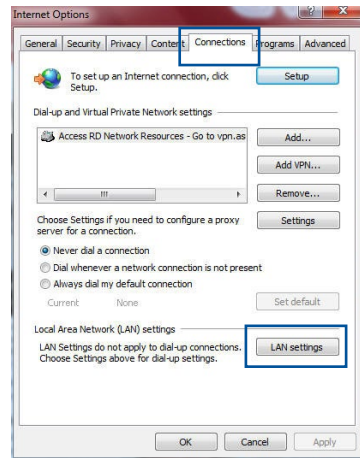 Internet Options
General Security Privacy Content Connections Programs Advanced
To set up an Internet connection, click
Setup.
Setup
Dial-up and Virtual Private Network settings
Access RD Network Resources - Go to vpn.as
Add...
Add VPN...
Remove...
Choose Settings if you need to configure a proxy
server for a connection.
Settings
Never dial a connection
Dial whenever a network connection is not present
Always dial my default connection
Current None
Set default
Local Area Network (LAN) settings
LAN Settings do not apply to dial-up connections.
Choose Settings above for dial-up settings.
LAN settings
OK Cancel Apply